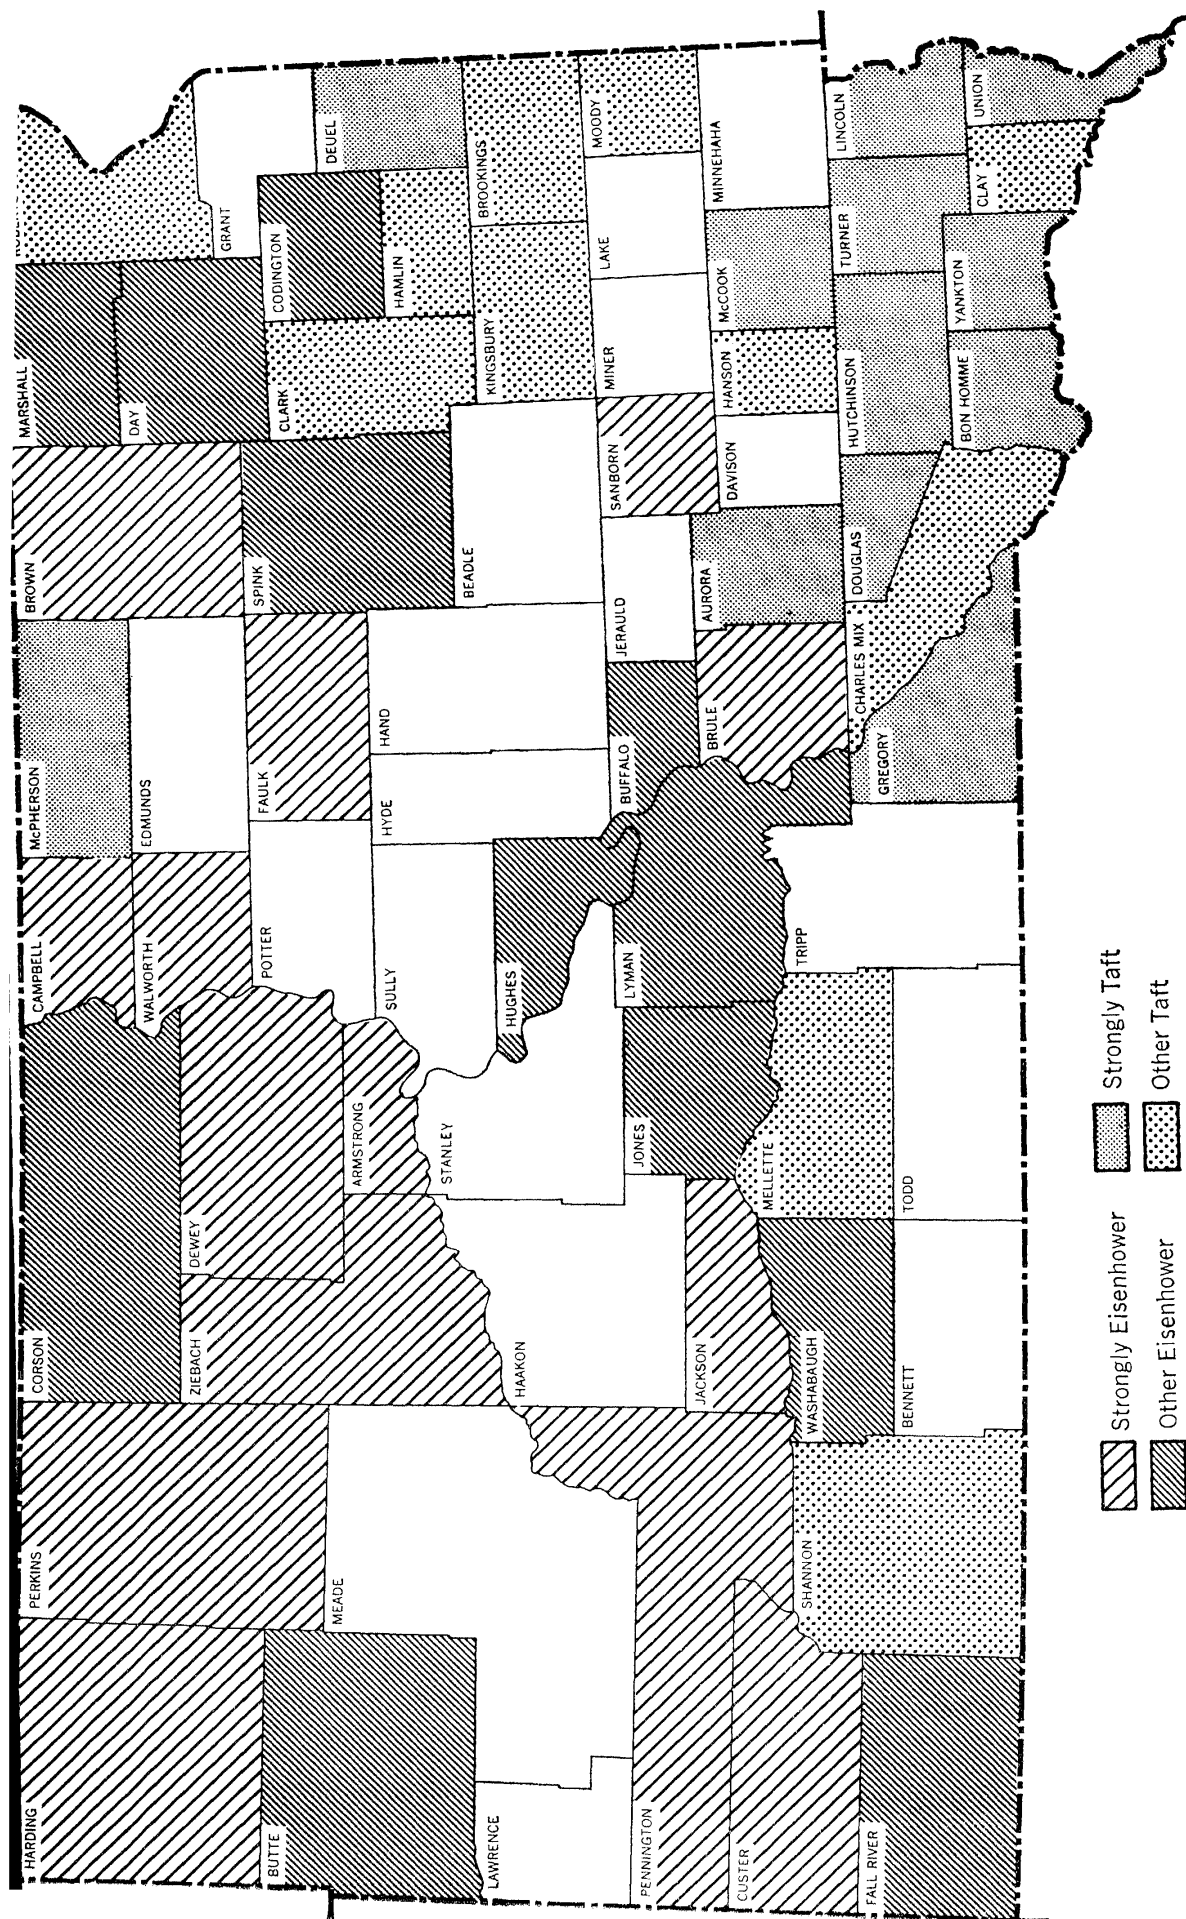 HARDING
PERKINS
CORSON
CAMPBELL
McPHERSON
BROWN
MARSHALL
WALWORTH
EDMUNDS
DAY
BUTTE
ZIEBACH
DEWEY
POTTER
FAULK
SPINK
CLARK
CODINGTON
GRANT
DEUEL
HAMLIN
MEADE
ARMSTRONG
SULLY
HYDE
HAND
BEADLE
KINGSBURY
BROOKINGS
LAWRENCE
HAAKON
STANLEY
HUGHES
BUFFALO
JERAULD
SANBORN
MINER
LAKE
MOODY
PENNINGTON
JACKSON
JONES
LYMAN
BRULE
AURORA
DAVISON
HANSON
McCOOK
MINNEHAHA
CUSTER
SHANNON
WASHABAUGH
MELLETTE
TRIPP
GREGORY
CHARLES MIX
DOUGLAS
HUTCHINSON
TURNER
LINCOLN
FALL RIVER
BENNETT
TODD
BON HOMME
YANKTON
CLAY
UNION
Strongly Eisenhower
Strongly Taft
Other Eisenhower
Other Taft